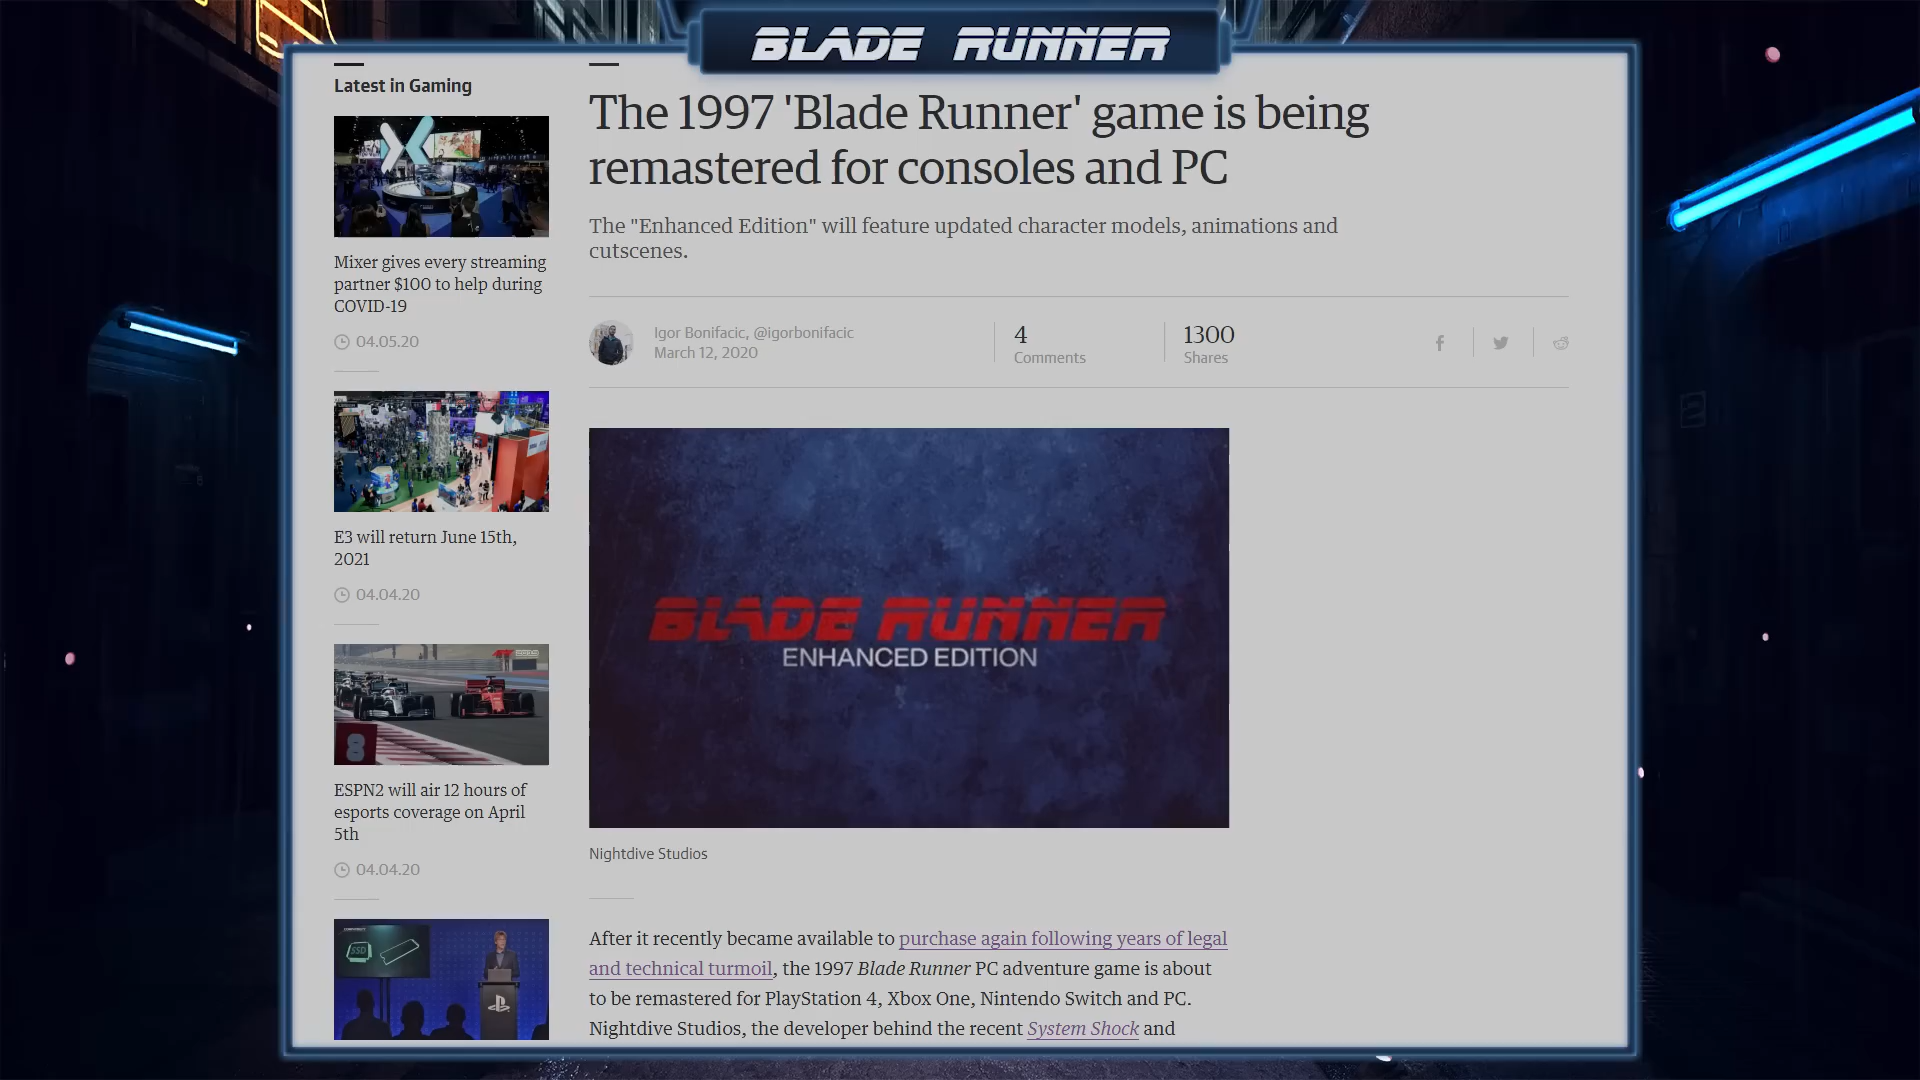 BLADE RUNNER
Latest in Gaming
Mixer gives every streaming
partner $100 to help during
COVID-19
04.05.20
E3 will return June 15th,
2021
04.04.20
8
ESPN2 will air 12 hours of
esports coverage on April
5th
04.04.20
SSD
The 1997 'Blade Runner' game is being
remastered for consoles and PC
The "Enhanced Edition" will feature updated character models, animations and
cutscenes.
Igor Bonifacic, @igorbonifacic
March 12, 2020
4
Comments
1300
Shares
BLADE RUNNER
ENHANCED EDITION
Nightdive Studios
After it recently became available to purchase again following years of legal
and technical turmoil, the 1997 Blade Runner PC adventure game is about
to be remastered for PlayStation 4, Xbox One, Nintendo Switch and PC.
Nightdive Studios, the developer behind the recent System Shock and